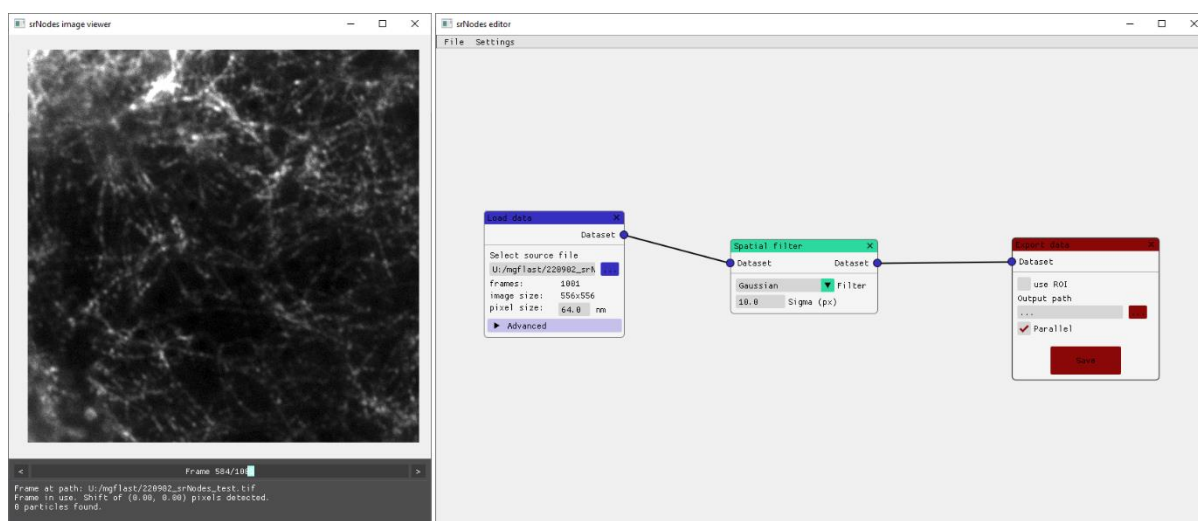 srNodes image viewer
< Frame 584/10 >
Frame at path: U:/mgflast/220902_srNodes_test.tif
Frame in use. Shift of (0.00, 0.00) pixels detected.
0 particles found.
srNodes editor
File Settings
Load data
Dataset
Select source file
U:/mgflast/220902_srN ...
frames: 1001
image size: 556x556
pixel size: 64.0 nm
Advanced
Spatial filter
Dataset Dataset
Gaussian Filter
10.0 Sigma (px)
Export data
Dataset
use ROI
Output path
... ...
Parallel
Save